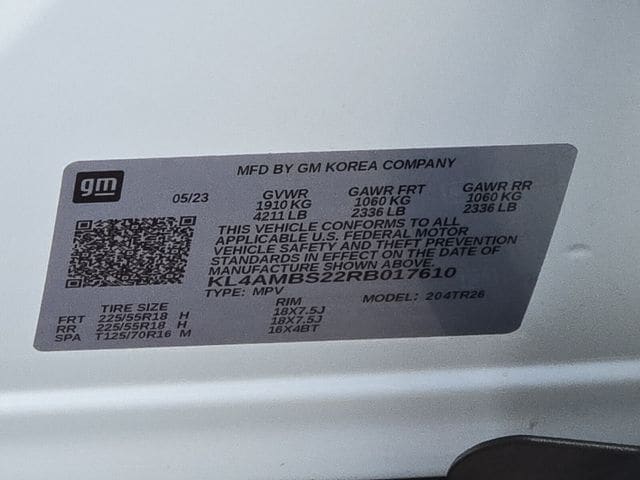 gm
MFD BY GM KOREA COMPANY
05/23 GVWR GAWR FRT GAWR RR
1910 KG 1060 KG 1060 KG
4211 LB 2336 LB 2336 LB
THIS VEHICLE CONFORMS TO ALL
APPLICABLE U.S. FEDERAL MOTOR
VEHICLE SAFETY AND THEFT PREVENTION
STANDARDS IN EFFECT ON THE DATE OF
MANUFACTURE SHOWN ABOVE.
KL4AMBS22RB017610
TYPE: MPV MODEL: 204TR26
TIRE SIZE RIM
FRT 225/55R18 H 18X7.5J
RR 225/55R18 H 18X7.5J
SPA T125/70R16 M 16X4BT